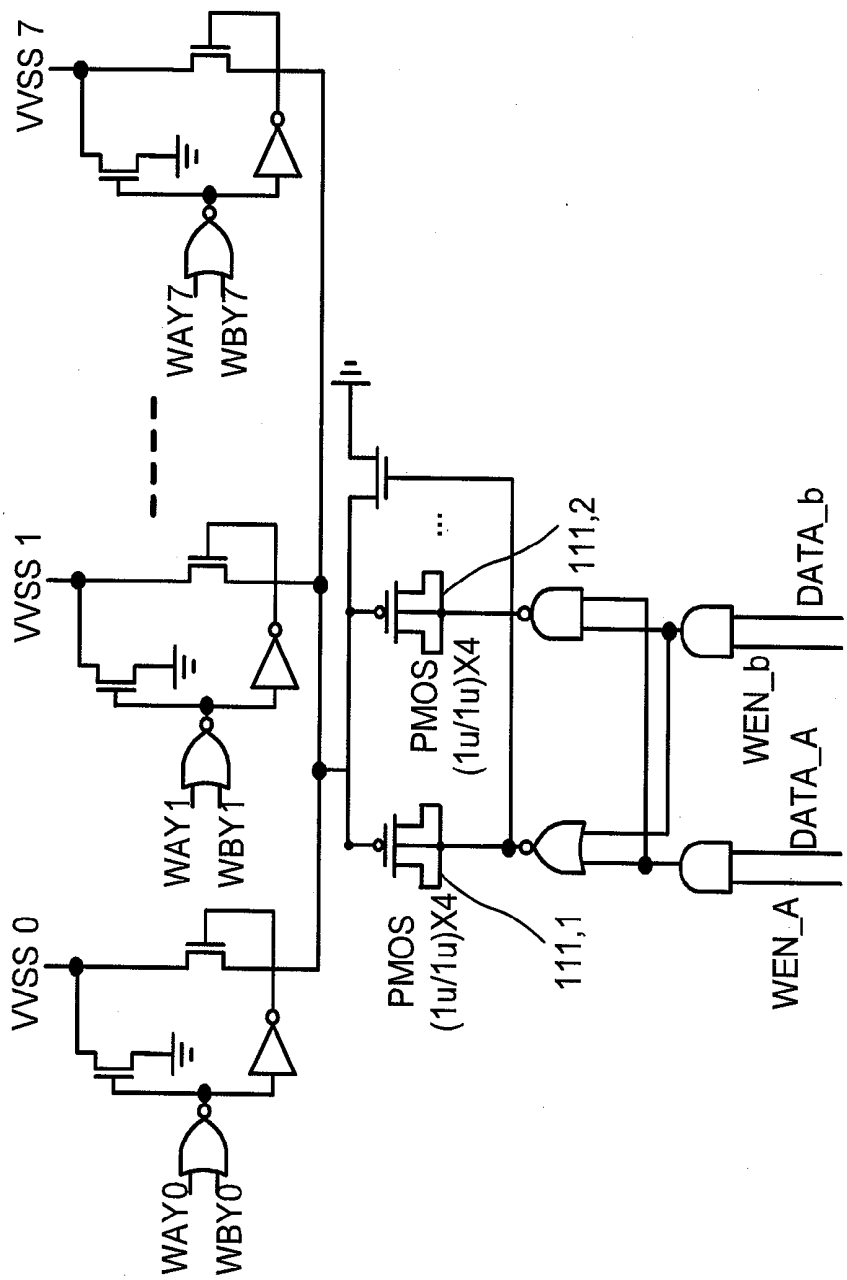 VVSS 0
VVSS 1
VVSS 7
WAY0
WBY0
WAY1
WBY1
WAY7
WBY7
PMOS
(1u/1u)X4
PMOS
(1u/1u)X4
...
111,1
111,2
WEN_A
DATA_A
WEN_b
DATA_b